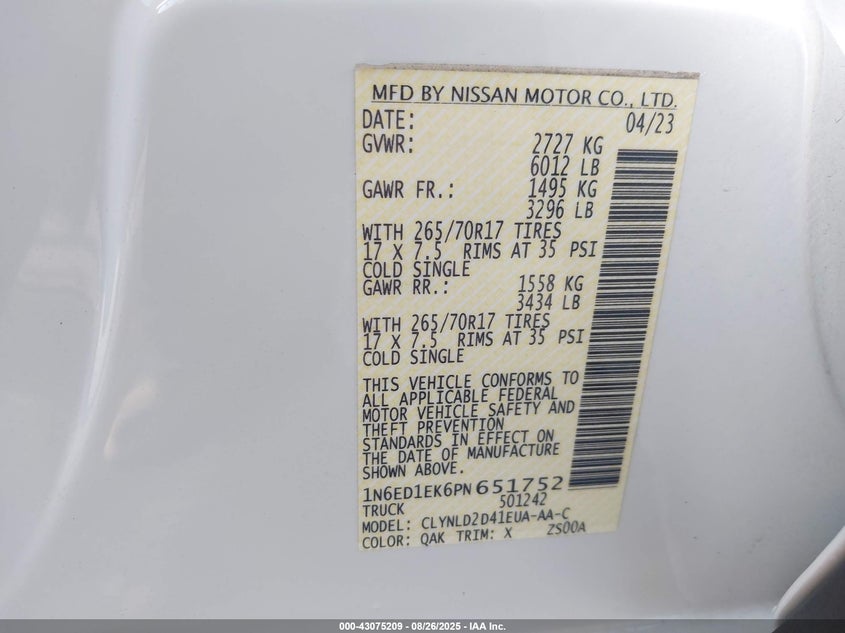 MFD BY NISSAN MOTOR CO., LTD.
DATE: 04/23
GVWR: 2727 KG
6012 LB
GAWR FR.: 1495 KG
3296 LB
WITH 265/70R17 TIRES
17 X 7.5 RIMS AT 35 PSI
COLD SINGLE
GAWR RR.: 1558 KG
3434 LB
WITH 265/70R17 TIRES
17 X 7.5 RIMS AT 35 PSI
COLD SINGLE
THIS VEHICLE CONFORMS TO
ALL APPLICABLE FEDERAL
MOTOR VEHICLE SAFETY AND
THEFT PREVENTION
STANDARDS IN EFFECT ON
THE DATE OF MANUFACTURE
SHOWN ABOVE.
1N6ED1EK6PN651752
TRUCK 501242
MODEL: CLYNLD2D41EUA-AA-C
COLOR: QAK TRIM: X ZS00A
000-43075209 - 08/26/2025 - IAA Inc.